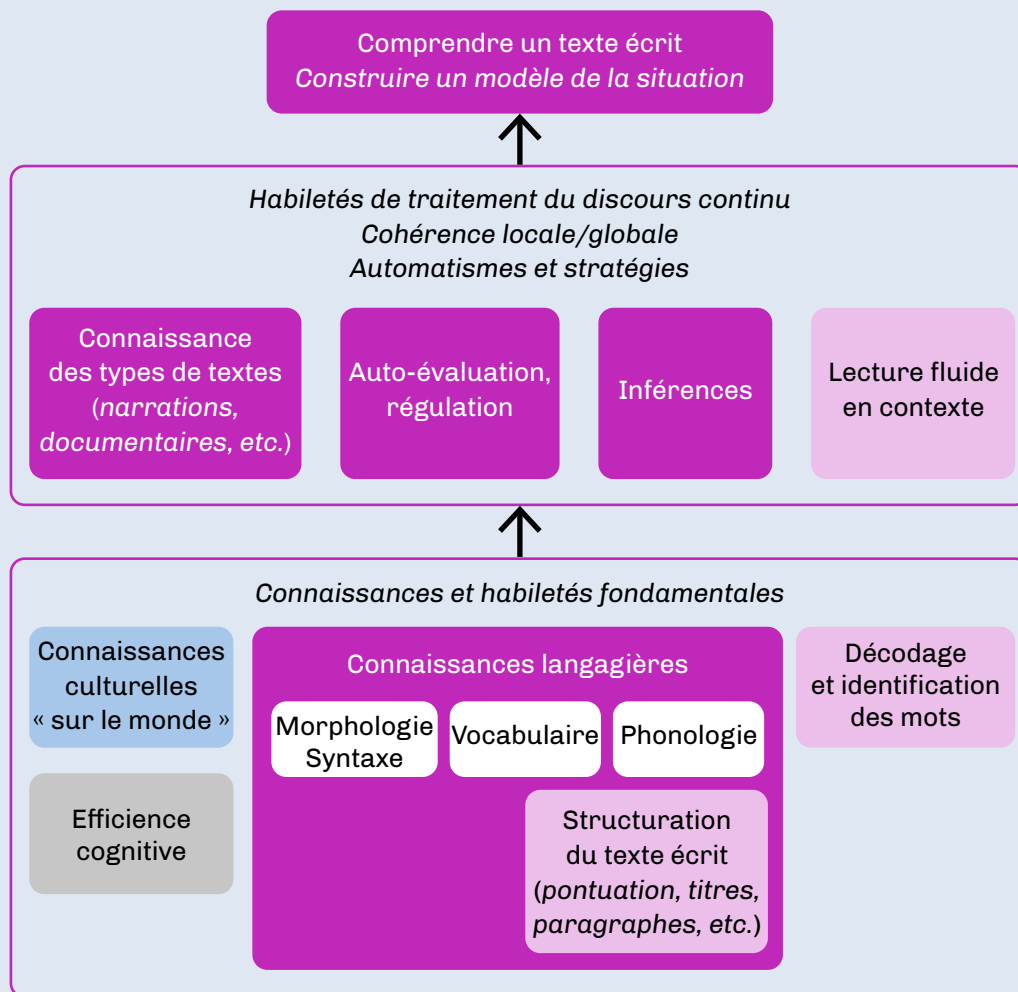 Comprendre un texte écrit
Construire un modèle de la situation
Habiletés de traitement du discours continu
Cohérence locale/globale
Automatismes et stratégies
Connaissance
des types de textes
(narrations,
documentaires, etc.)
Auto-évaluation,
régulation
Inférences
Lecture fluide
en contexte
Connaissances et habiletés fondamentales
Connaissances
culturelles
« sur le monde »
Efficience
cognitive
Connaissances langagières
Morphologie
Syntaxe
Vocabulaire
Phonologie
Structuration
du texte écrit
(pontuation, titres,
paragraphes, etc.)
Décodage
et identification
des mots